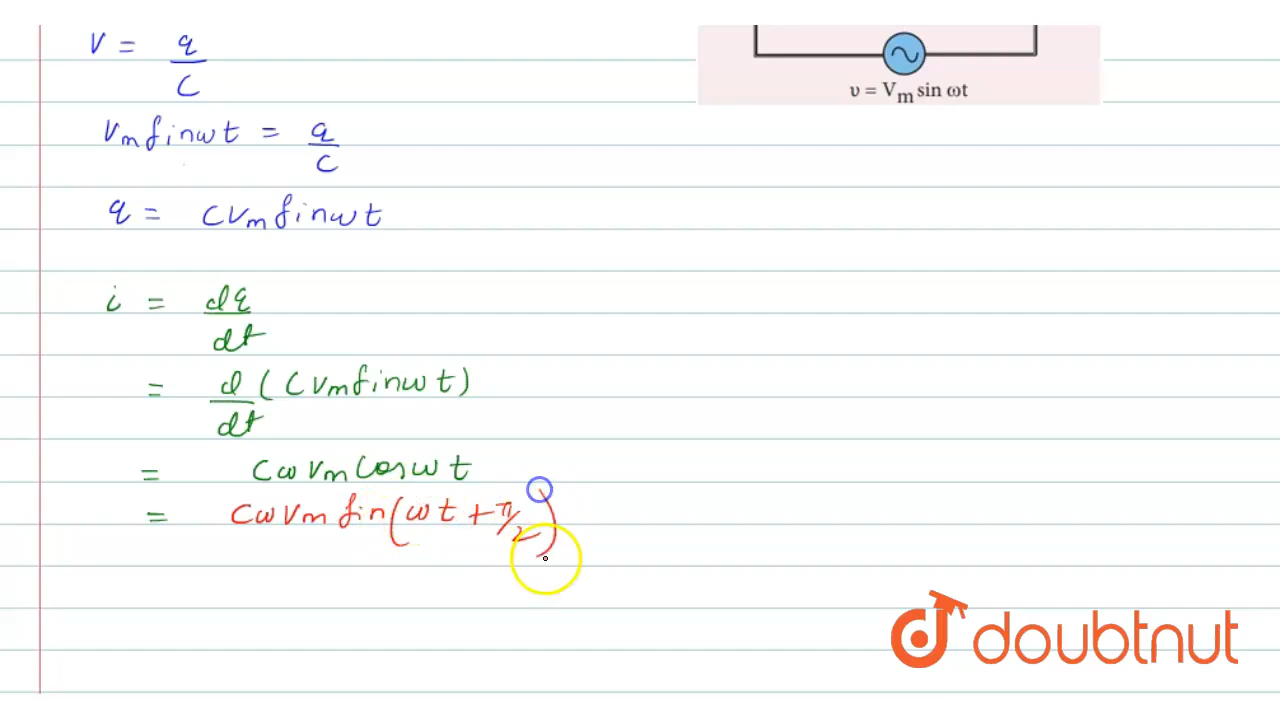 V = q/C
υ = Vm sin ωt
Vm sinωt = q/C
q = CVm sinωt
i = dq/dt
= d/dt (CVm sinωt)
= CωVm Cosωt
= CωVm sin(ωt + π/2)
doubtnut